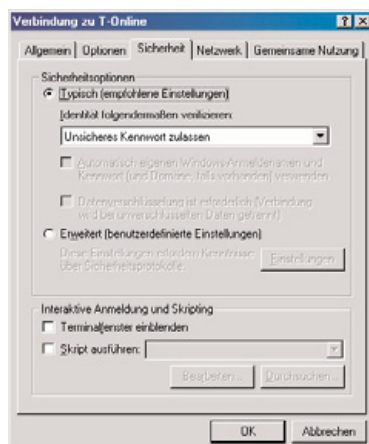 Verbindung zu T-Online
Allgemein Optionen Sicherheit Netzwerk Gemeinsame Nutzung
Sicherheitsoptionen
Typisch (empfohlene Einstellungen)
Identität folgendermaßen verifizieren:
Unsicheres Kennwort zulassen
Automatisch eigenen Windows-Anmeldenamen und
Kennwort (und Domäne, falls vorhanden) verwenden
Datenverschlüsselung ist erforderlich (Verbindung
wird bei unverschlüsselten Daten getrennt)
Erweitert (benutzerdefinierte Einstellungen)
Diese Einstellungen erfordern Kenntnisse
über Sicherheitsprotokolle.
Einstellungen
Interaktive Anmeldung und Skripting
Terminalfenster einblenden
Skript ausführen:
Bearbeiten... Durchsuchen...
OK Abbrechen